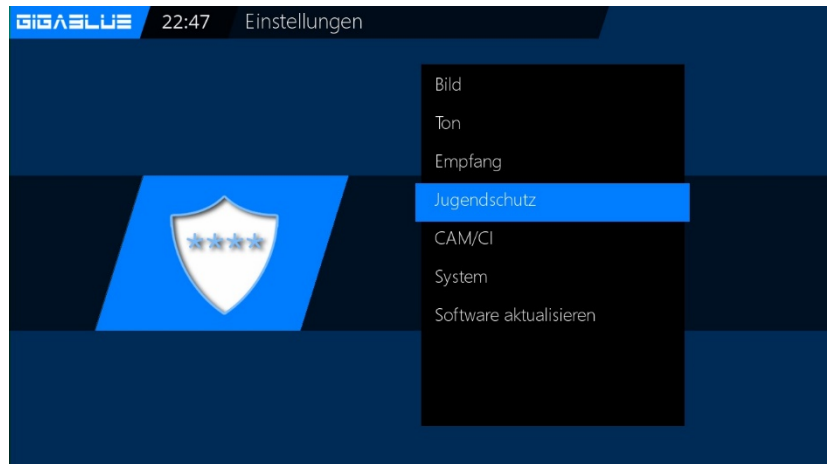 GIGABLUE 22:47 Einstellungen
Bild
Ton
Empfang
Jugendschutz
CAM/CI
System
Software aktualisieren